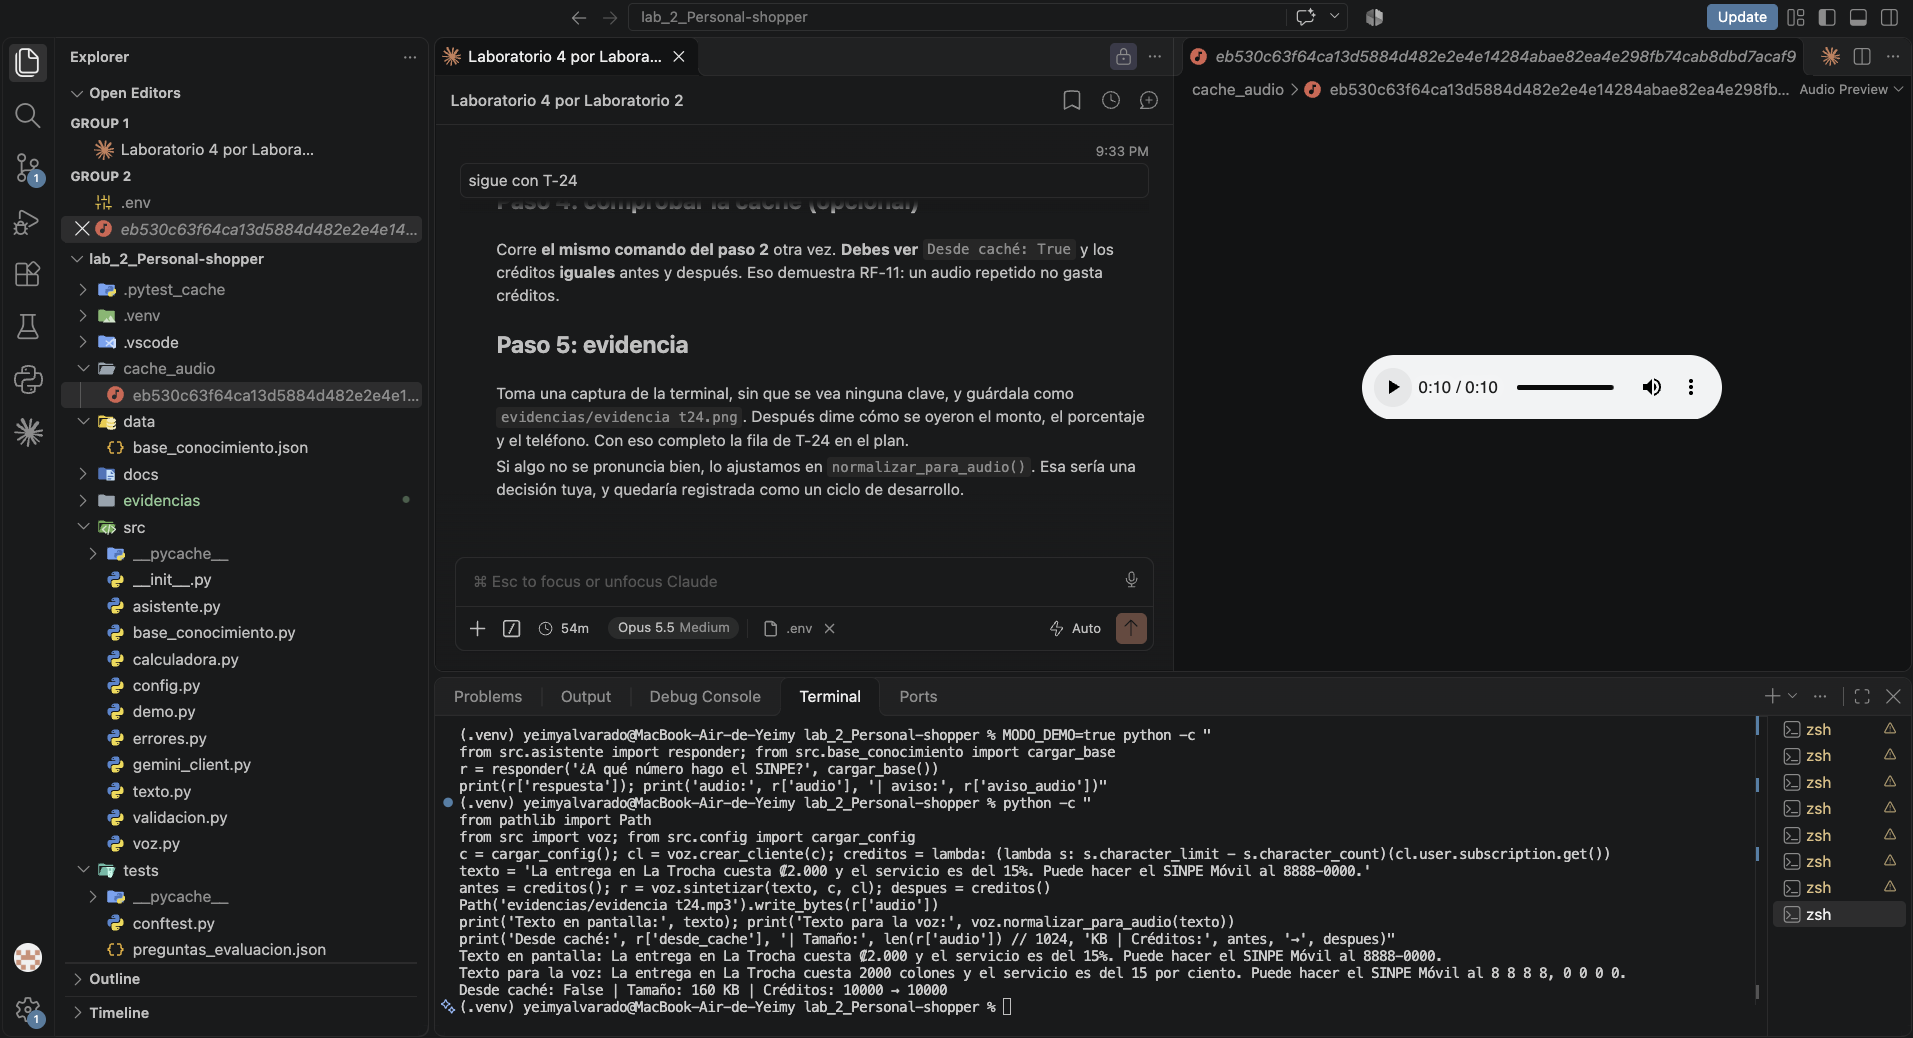 lab_2_Personal-shopper
Update
Explorer
Open Editors
GROUP 1
Laboratorio 4 por Labora...
GROUP 2
.env
eb530c63f64ca13d5884d482e2e4e14...
lab_2_Personal-shopper
.pytest_cache
.venv
.vscode
cache_audio
eb530c63f64ca13d5884d482e2e4e1...
data
base_conocimiento.json
docs
evidencias
src
__pycache__
__init__.py
asistente.py
base_conocimiento.py
calculadora.py
config.py
demo.py
errores.py
gemini_client.py
texto.py
validacion.py
voz.py
tests
__pycache__
conftest.py
preguntas_evaluacion.json
Outline
Timeline
1
1
Laboratorio 4 por Labora...
Laboratorio 4 por Laboratorio 2
9:33 PM
sigue con T-24
Paso 4: comprobar la caché (opcional)
Corre el mismo comando del paso 2 otra vez. Debes ver Desde caché: True y los
créditos iguales antes y después. Eso demuestra RF-11: un audio repetido no gasta
créditos.
Paso 5: evidencia
Toma una captura de la terminal, sin que se vea ninguna clave, y guárdala como
evidencias/evidencia t24.png. Después dime cómo se oyeron el monto, el porcentaje
y el teléfono. Con eso completo la fila de T-24 en el plan.
Si algo no se pronuncia bien, lo ajustamos en normalizar_para_audio(). Esa sería una
decisión tuya, y quedaría registrada como un ciclo de desarrollo.
⌘ Esc to focus or unfocus Claude
54m
Opus 5.5 Medium
.env
Auto
eb530c63f64ca13d5884d482e2e4e14284abae82ea4e298fb74cab8dbd7acaf9
cache_audio > eb530c63f64ca13d5884d482e2e4e14284abae82ea4e298fb...
Audio Preview
0:10 / 0:10
Problems
Output
Debug Console
Terminal
Ports
(.venv) yeimyalvarado@MacBook-Air-de-Yeimy lab_2_Personal-shopper % MODO_DEMO=true python -c "
from src.asistente import responder; from src.base_conocimiento import cargar_base
r = responder('¿A qué número hago el SINPE?', cargar_base())
print(r['respuesta']); print('audio:', r['audio'], '| aviso:', r['aviso_audio'])"
(.venv) yeimyalvarado@MacBook-Air-de-Yeimy lab_2_Personal-shopper % python -c "
from pathlib import Path
from src import voz; from src.config import cargar_config
c = cargar_config(); cl = voz.crear_cliente(c); creditos = lambda: (lambda s: s.character_limit - s.character_count)(cl.user.subscription.get())
texto = 'La entrega en La Trocha cuesta ₡2.000 y el servicio es del 15%. Puede hacer el SINPE Móvil al 8888-0000.'
antes = creditos(); r = voz.sintetizar(texto, c, cl); despues = creditos()
Path('evidencias/evidencia t24.mp3').write_bytes(r['audio'])
print('Texto en pantalla:', texto); print('Texto para la voz:', voz.normalizar_para_audio(texto))
print('Desde caché:', r['desde_cache'], '| Tamaño:', len(r['audio']) // 1024, 'KB | Créditos:', antes, '→', despues)"
Texto en pantalla: La entrega en La Trocha cuesta ₡2.000 y el servicio es del 15%. Puede hacer el SINPE Móvil al 8888-0000.
Texto para la voz: La entrega en La Trocha cuesta 2000 colones y el servicio es del 15 por ciento. Puede hacer el SINPE Móvil al 8 8 8 8, 0 0 0 0.
Desde caché: False | Tamaño: 160 KB | Créditos: 10000 → 10000
(.venv) yeimyalvarado@MacBook-Air-de-Yeimy lab_2_Personal-shopper %
zsh
zsh
zsh
zsh
zsh
zsh
zsh
zsh